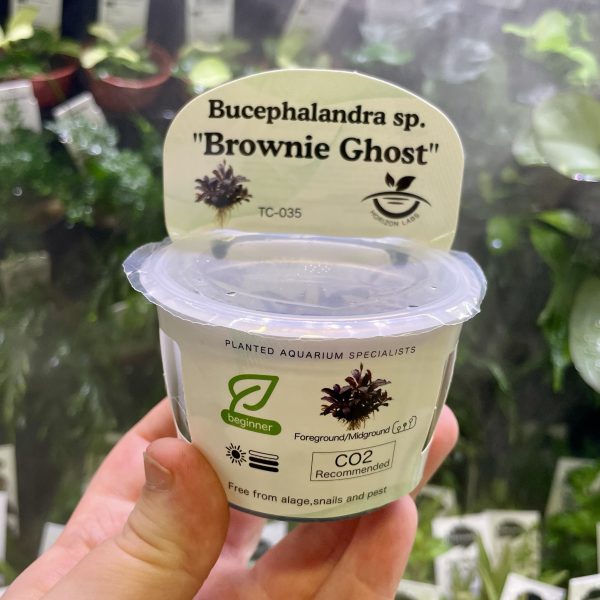 Bucephalandra sp.
"Brownie Ghost"
TC-035
HORIZON LABS
PLANTED AQUARIUM SPECIALISTS
beginner
Foreground/Midground
CO2
Recommended
Free from alage,snails and pest